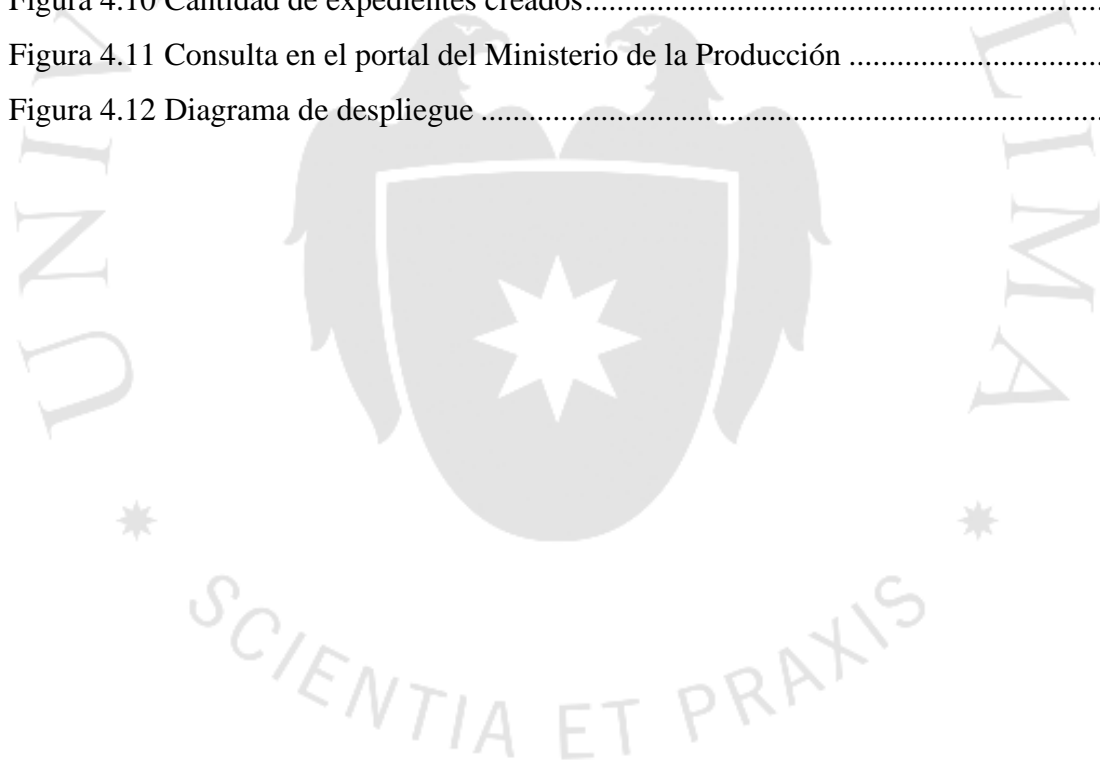 Figura 4.10 Cantidad de expedientes creados................................................................
Figura 4.11 Consulta en el portal del Ministerio de la Producción ................................
Figura 4.12 Diagrama de despliegue ................................................................................
SCIENTIA ET PRAXIS
LIMA